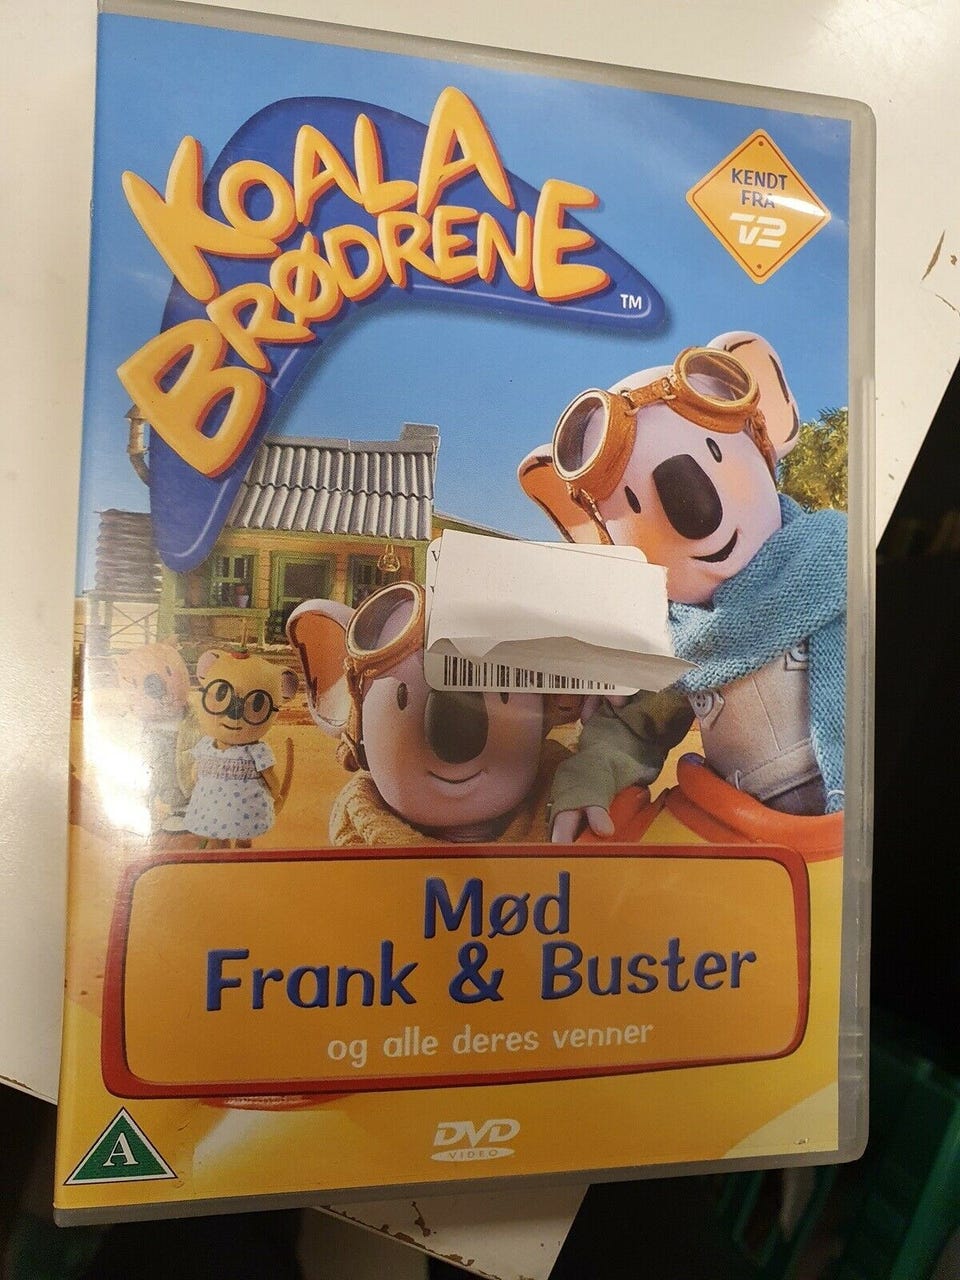 KOALA
BRØDRENE
TM
KENDT
FRA
TV2
Mød
Frank & Buster
og alle deres venner
DVD
VIDEO
A